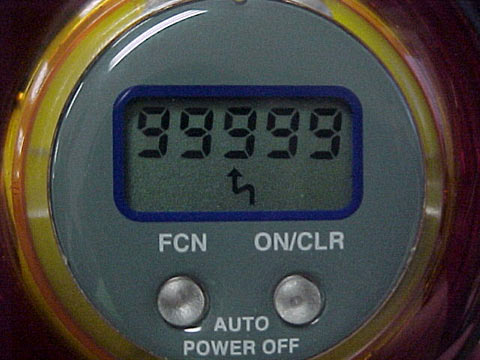 99999
FCN ON/CLR
AUTO
POWER OFF